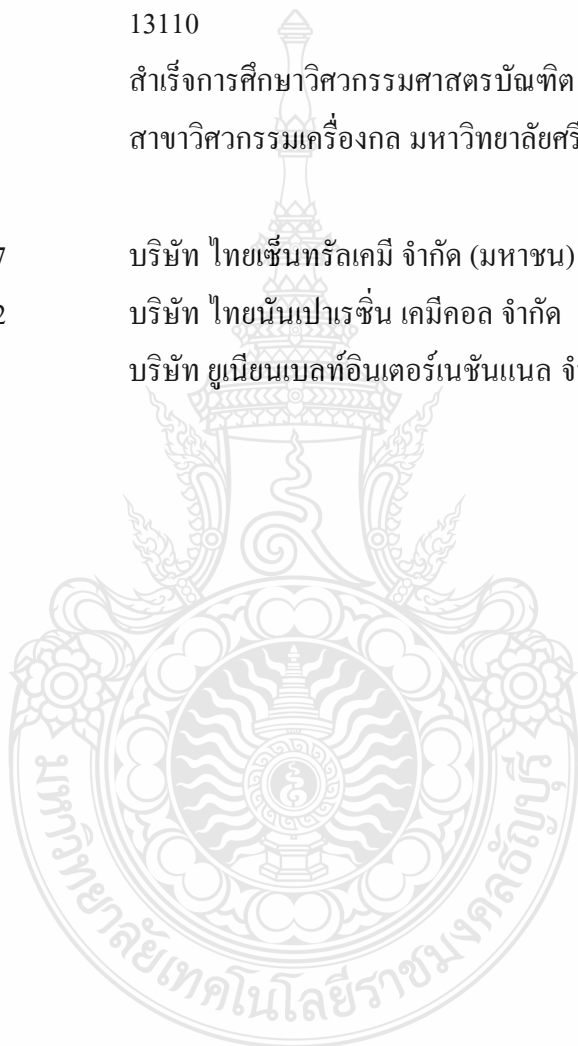 13110
สำเร็จการศึกษาวิศวกรรมศาสตรบัณฑิต
สาขาวิศวกรรมเครื่องกล มหาวิทยาลัยศรี
7 บริษัท ไทยเซ็นทรัลเคมี จำกัด (มหาชน)
2 บริษัท ไทยนันเปาเรซิ่น เคมีคอล จำกัด
บริษัท ยูเนียนเบลท์อินเตอร์เนชันแนล จำ
มหาวิทยาลัยเทคโนโลยีราชมงคลธัญบุรี